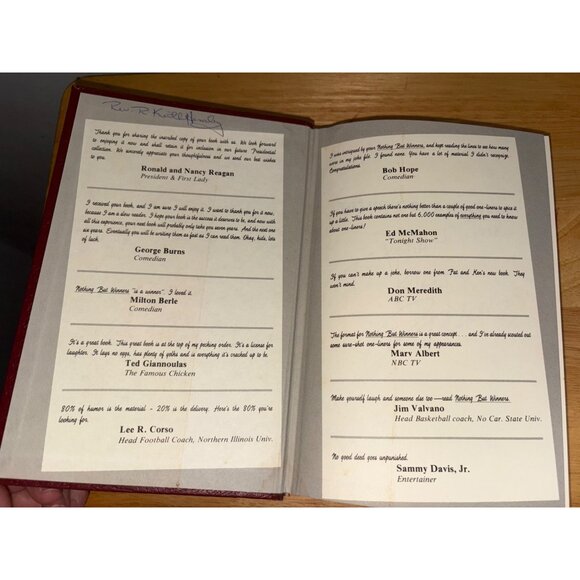 Rev R
Thank you for sharing the inscribed copy of your book with us. We look forward
to enjoying it now and shall retain it for inclusion in our future Presidential
collection. We sincerely appreciate your thoughtfulness and we send our best wishes
to you.
Ronald and Nancy Reagan
President & First Lady
I received your book, and I am sure I will enjoy it. I want to thank you for it now,
because I am a slow reader. I hope your book is the success it deserves to be, and now with
all this experience, your next book will probably only take you seven years. And the next one
six years. Eventually you will be writing them as fast as I can read them. Okay, kids, lots
of luck.
George Burns
Comedian
Nothing But Winners "is a winner". I loved it.
Milton Berle
Comedian
It's a great book. This great book is at the top of my pecking order. It's a license for
laughter. It lays no eggs, has plenty of yolks and is everything it's cracked up to be.
Ted Giannoulas
The Famous Chicken
80% of humor is the material - 20% is the delivery. Here's the 80% you're
looking for.
Lee R. Corso
Head Football Coach, Northern Illinois Univ.
I was intrigued by your Nothing But Winners, and kept reading the lines to see how many
were in my joke file. I found none. You have a lot of material I didn't recognize.
Congratulations.
Bob Hope
Comedian
If you have to give a speech there's nothing better than a couple of good one-liners to spice it
up a little. This book contains not one but 6,000 examples of everything you need to know
about one-liners!
Ed McMahon
"Tonight Show"
If you can't make up a joke, borrow one from Pat and Ken's new book. They
won't mind.
Don Meredith
ABC TV
The format for Nothing But Winners is a great concept . . . and I'm already scouted out
some sure-shot one-liners for some of my appearances.
Marv Albert
NBC TV
Make yourself laugh and someone else too—read Nothing But Winners.
Jim Valvano
Head Basketball coach, No Car. State Univ.
No good deed goes unpunished.
Sammy Davis, Jr.
Entertainer